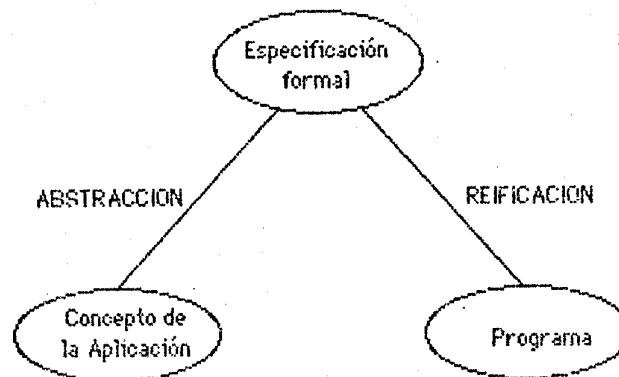 Especificación
formal
ABSTRACCION
REIFICACION
Concepto de
la Aplicación
Programa